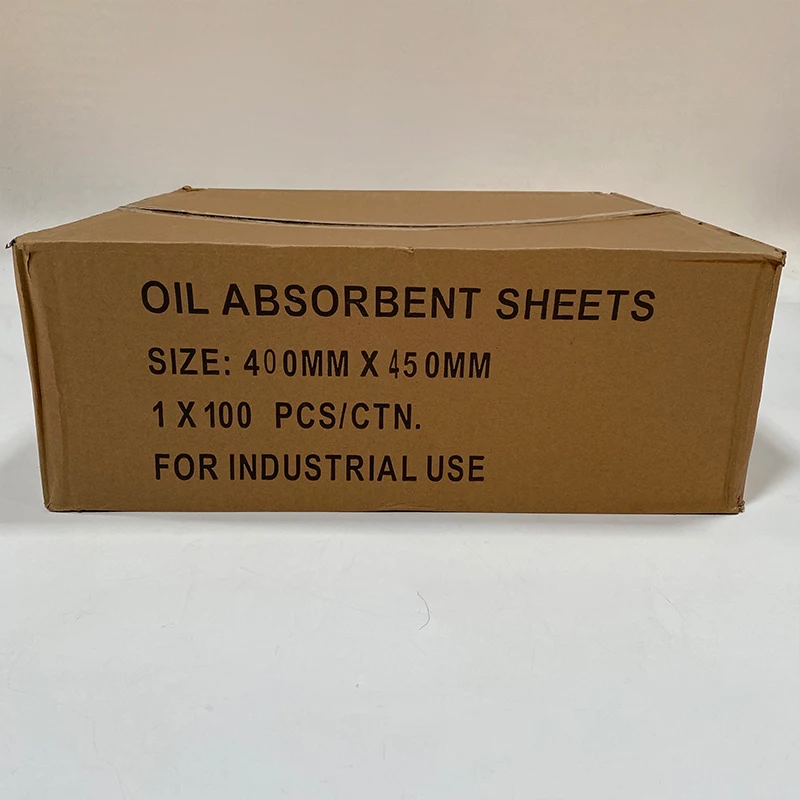 OIL ABSORBENT SHEETS
SIZE: 400MM X 450MM
1 X 100 PCS/CTN.
FOR INDUSTRIAL USE